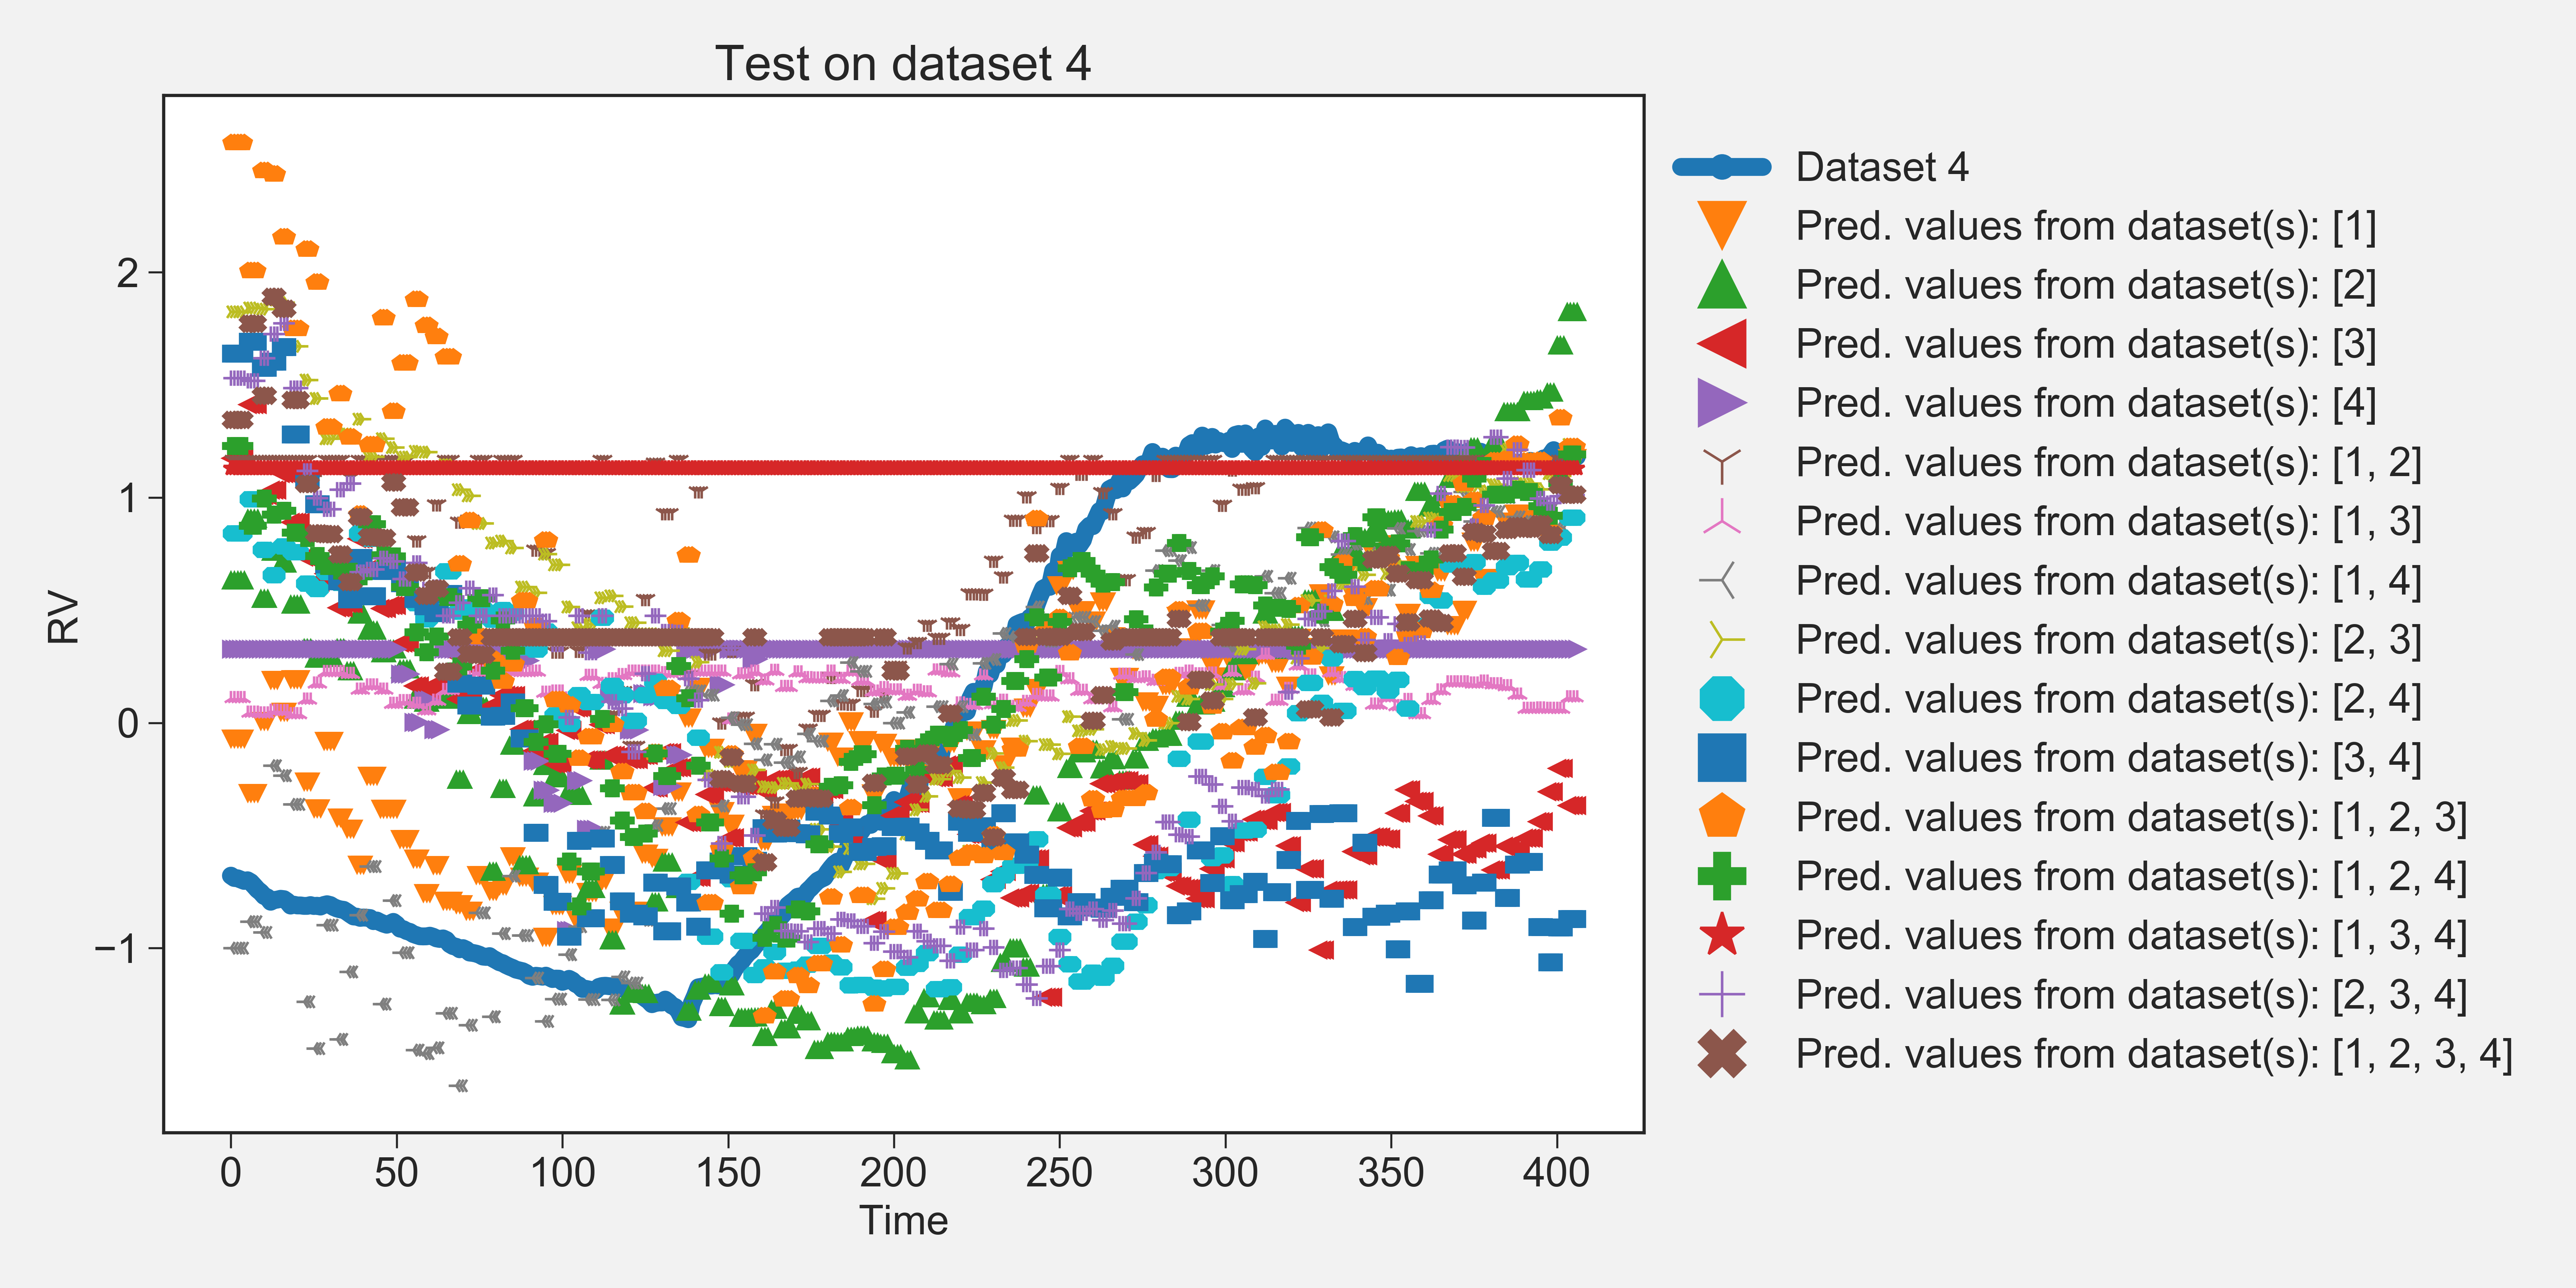 Test on dataset 4
RV
2
1
0
−1
0 50 100 150 200 250 300 350 400
Time
Dataset 4
Pred. values from dataset(s): [1]
Pred. values from dataset(s): [2]
Pred. values from dataset(s): [3]
Pred. values from dataset(s): [4]
Pred. values from dataset(s): [1, 2]
Pred. values from dataset(s): [1, 3]
Pred. values from dataset(s): [1, 4]
Pred. values from dataset(s): [2, 3]
Pred. values from dataset(s): [2, 4]
Pred. values from dataset(s): [3, 4]
Pred. values from dataset(s): [1, 2, 3]
Pred. values from dataset(s): [1, 2, 4]
Pred. values from dataset(s): [1, 3, 4]
Pred. values from dataset(s): [2, 3, 4]
Pred. values from dataset(s): [1, 2, 3, 4]